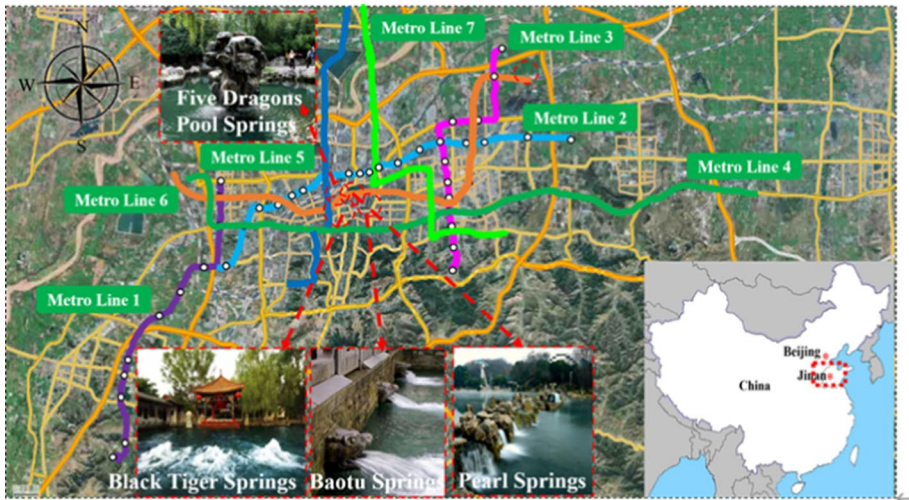 N
W
E
S
Five Dragons
Pool Springs
Metro Line 7
Metro Line 3
Metro Line 2
Metro Line 5
Metro Line 4
Metro Line 6
Metro Line 1
Beijing
Jinan
China
Black Tiger Springs
Baotu Springs
Pearl Springs